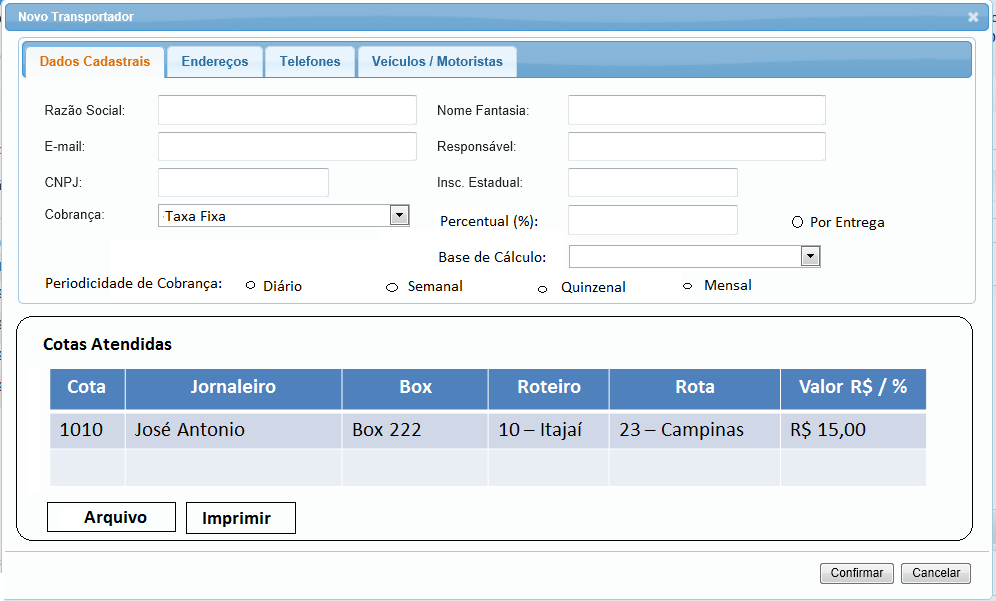 Novo Transportador
Dados Cadastrais Endereços Telefones Veículos / Motoristas
Razão Social: Nome Fantasia:
E-mail: Responsável:
CNPJ: Insc. Estadual:
Cobrança: Taxa Fixa Percentual (%): Por Entrega
Base de Cálculo:
Periodicidade de Cobrança: Diário Semanal Quinzenal Mensal
Cotas Atendidas
Cota Jornaleiro Box Roteiro Rota Valor R$ / %
1010 José Antonio Box 222 10 – Itajaí 23 – Campinas R$ 15,00
Arquivo Imprimir
Confirmar Cancelar